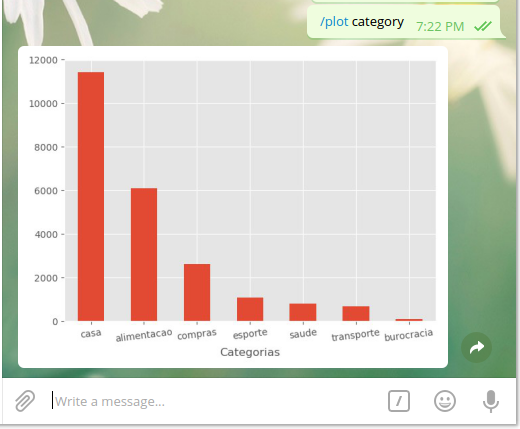 /plot category 7:22 PM
12000
10000
8000
6000
4000
2000
0
casa alimentacao compras esporte saude transporte burocracia
Categorias
Write a message...